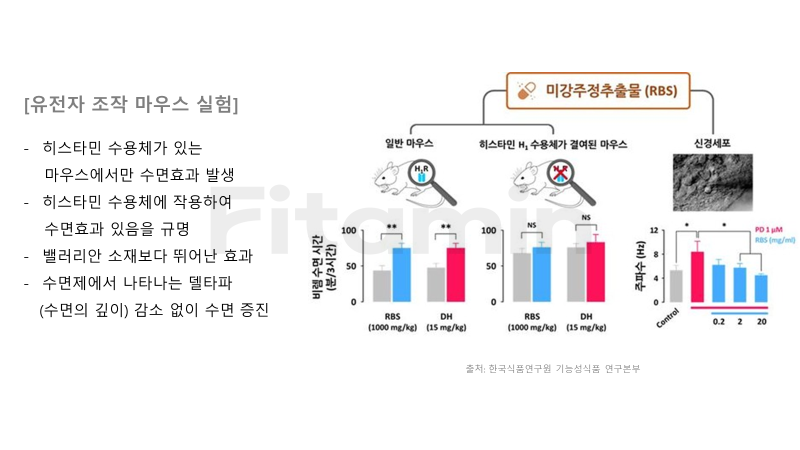 [유전자 조작 마우스 실험]
- 히스타민 수용체가 있는
마우스에서만 수면효과 발생
- 히스타민 수용체에 작용하여
수면효과 있음을 규명
- 밸러리안 소재보다 뛰어난 효과
- 수면제에서 나타나는 델타파
(수면의 깊이) 감소 없이 수면 증진
Fitamin
미강주정추출물 (RBS)
일반 마우스
히스타민 H₁ 수용체가 결여된 마우스
신경세포
H₁R
H₁R
비렘 수면 시간
(분/3시간)
100
50
0
** **
RBS
(1000 mg/kg)
DH
(15 mg/kg)
100
50
0
NS NS
RBS
(1000 mg/kg)
DH
(15 mg/kg)
주파수 (Hz)
12
8
4
0
* *
PD 1 μM
RBS (mg/ml)
Control
0.2 2 20
출처: 한국식품연구원 기능성식품 연구본부